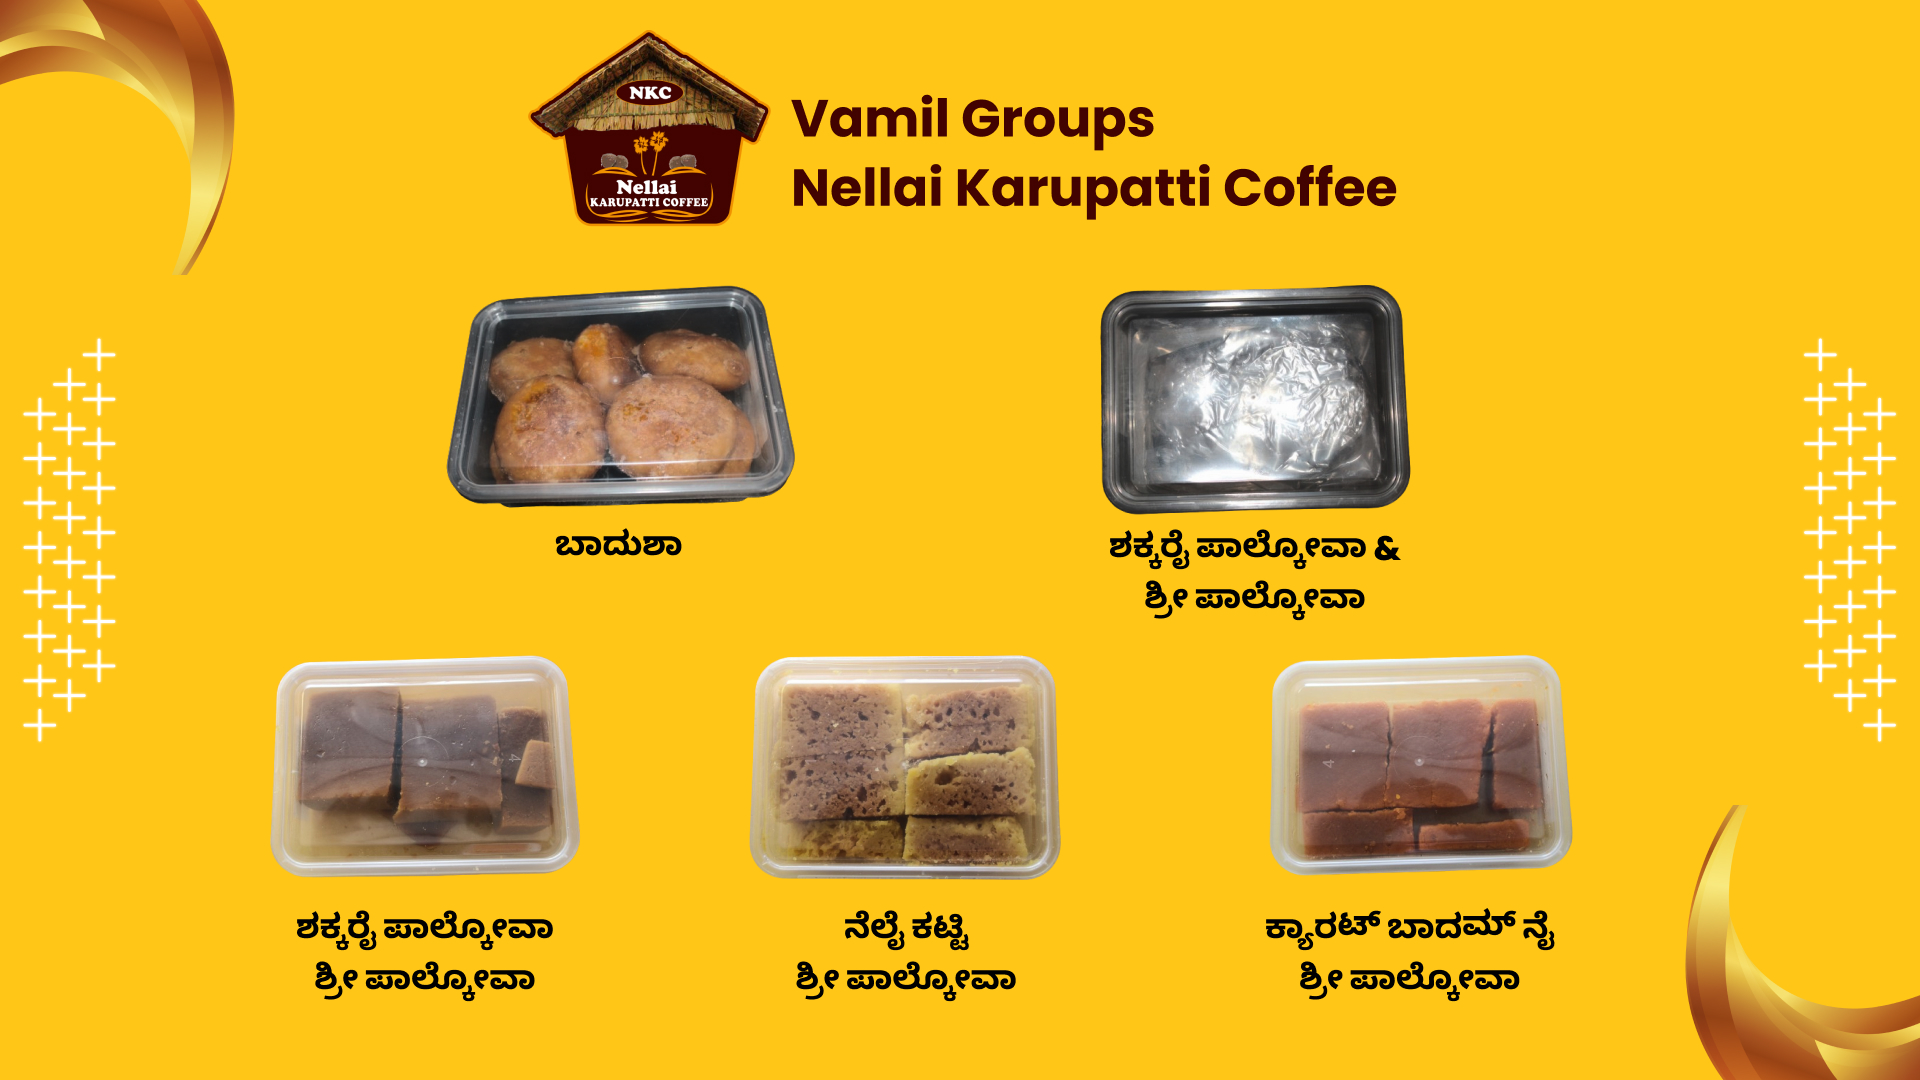 NKC
Nellai
KARUPATTI COFFEE
Vamil Groups
Nellai Karupatti Coffee
ಬಾದುಶಾ
ಶಕ್ಕರೈ ಪಾಲ್ಕೋವಾ &
ಶ್ರೀ ಪಾಲ್ಕೋವಾ
ಶಕ್ಕರೈ ಪಾಲ್ಕೋವಾ
ಶ್ರೀ ಪಾಲ್ಕೋವಾ
ನೆಲೈ ಕಟ್ಟಿ
ಶ್ರೀ ಪಾಲ್ಕೋವಾ
ಕ್ಯಾರಟ್ ಬಾದಮ್ ನೈ
ಶ್ರೀ ಪಾಲ್ಕೋವಾ